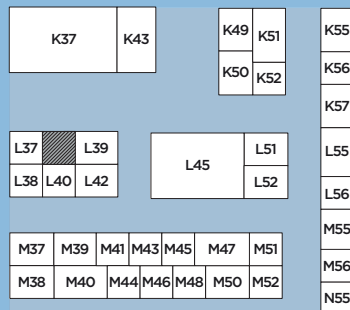 K37 K43 K49 K51 K55
K50 K52 K56
K57
L37 L39 L45 L51 L55
L38 L40 L42 L52 L56
M37 M39 M41 M43 M45 M47 M51 M55
M38 M40 M44 M46 M48 M50 M52 M56
N55